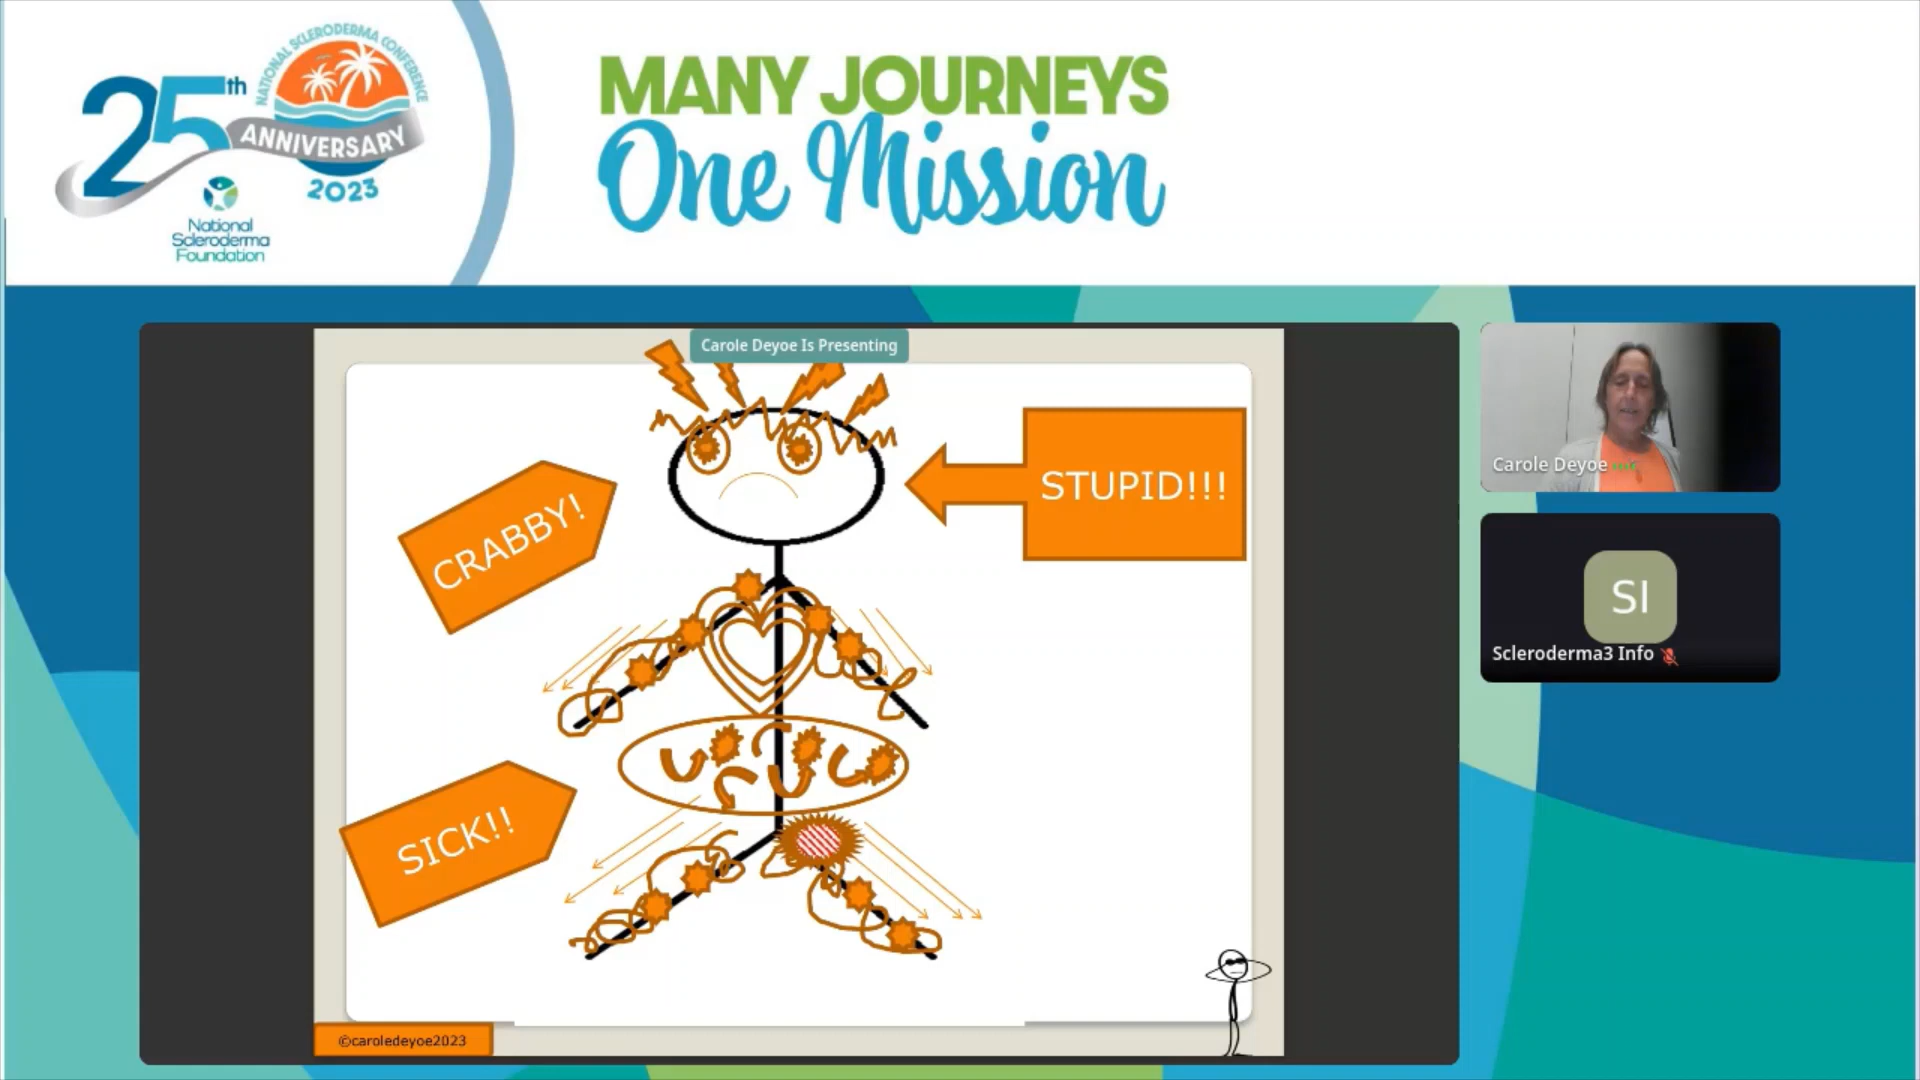 25th
NATIONAL SCLERODERMA CONFERENCE
ANNIVERSARY
2023
National
Scleroderma
Foundation
MANY JOURNEYS
One Mission
Carole Deyoe Is Presenting
STUPID!!!
CRABBY!
SICK!!
©caroledeyoe2023
Carole Deyoe
SI
Scleroderma3 Info